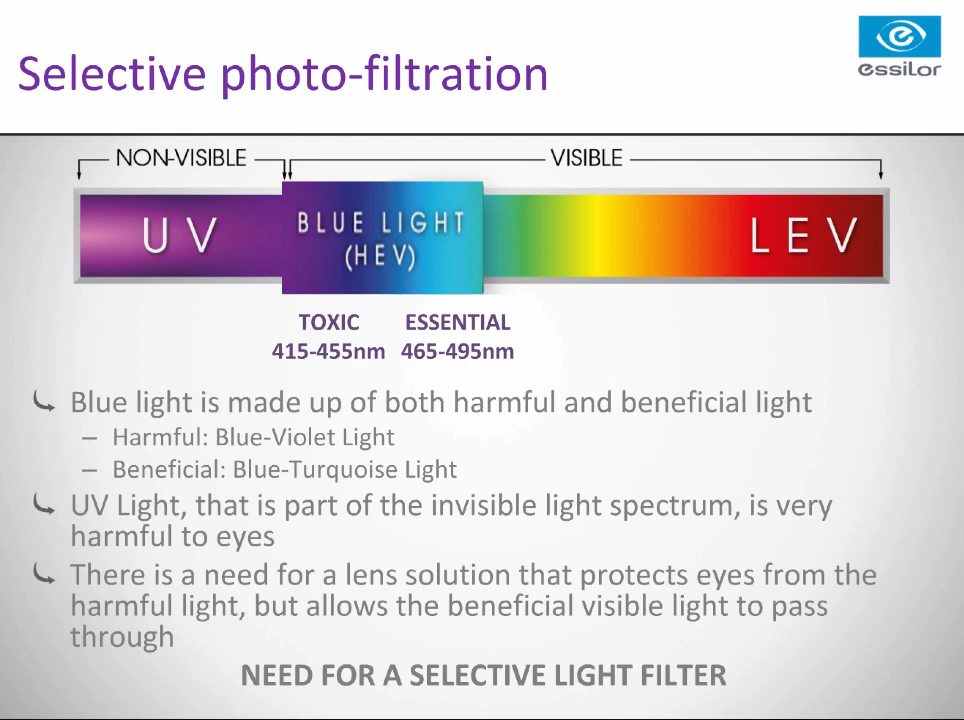 Selective photo-filtration
essilor
NON-VISIBLE
VISIBLE
UV
BLUE LIGHT
(HEV)
LEV
TOXIC
415-455nm
ESSENTIAL
465-495nm
Blue light is made up of both harmful and beneficial light
– Harmful: Blue-Violet Light
– Beneficial: Blue-Turquoise Light
UV Light, that is part of the invisible light spectrum, is very
harmful to eyes
There is a need for a lens solution that protects eyes from the
harmful light, but allows the beneficial visible light to pass
through
NEED FOR A SELECTIVE LIGHT FILTER